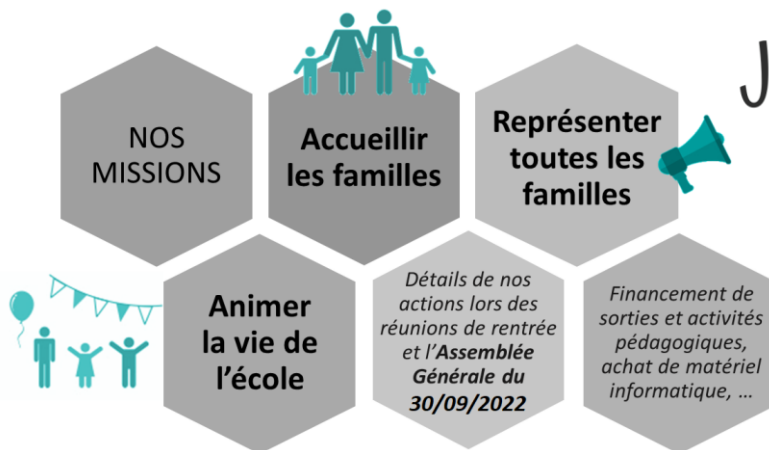 NOS
MISSIONS
Accueillir
les familles
Représenter
toutes les
familles
J
Animer
la vie de
l'école
Détails de nos
actions lors des
réunions de rentrée
et l'Assemblée
Générale du
30/09/2022
Financement de
sorties et activités
pédagogiques,
achat de matériel
informatique, ...